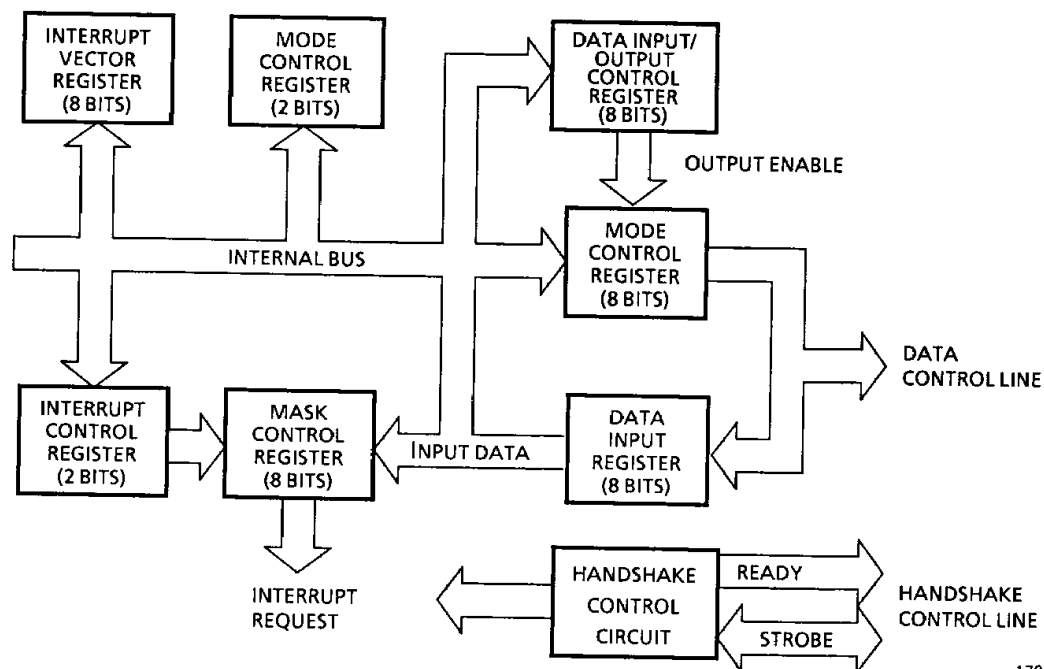 INTERRUPT
VECTOR
REGISTER
(8 BITS)
MODE
CONTROL
REGISTER
(2 BITS)
DATA INPUT/
OUTPUT
CONTROL
REGISTER
(8 BITS)
OUTPUT ENABLE
INTERNAL BUS
MODE
CONTROL
REGISTER
(8 BITS)
DATA
CONTROL LINE
INTERRUPT
CONTROL
REGISTER
(2 BITS)
MASK
CONTROL
REGISTER
(8 BITS)
INPUT DATA
DATA
INPUT
REGISTER
(8 BITS)
INTERRUPT
REQUEST
HANDSHAKE
CONTROL
CIRCUIT
READY
STROBE
HANDSHAKE
CONTROL LINE